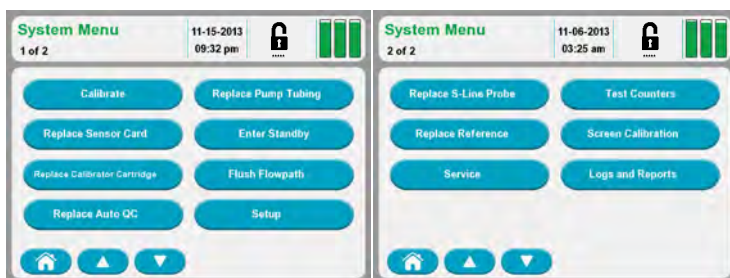 System Menu
11-15-2013
1 of 2
09:32 pm
Calibrate
Replace Pump Tubing
Replace Sensor Card
Enter Standby
Replace Calibrator Cartridge
Flush Flowpath
Replace Auto QC
Setup
System Menu
11-06-2013
2 of 2
03:25 am
Replace S-Line Probe
Test Counters
Replace Reference
Screen Calibration
Service
Logs and Reports